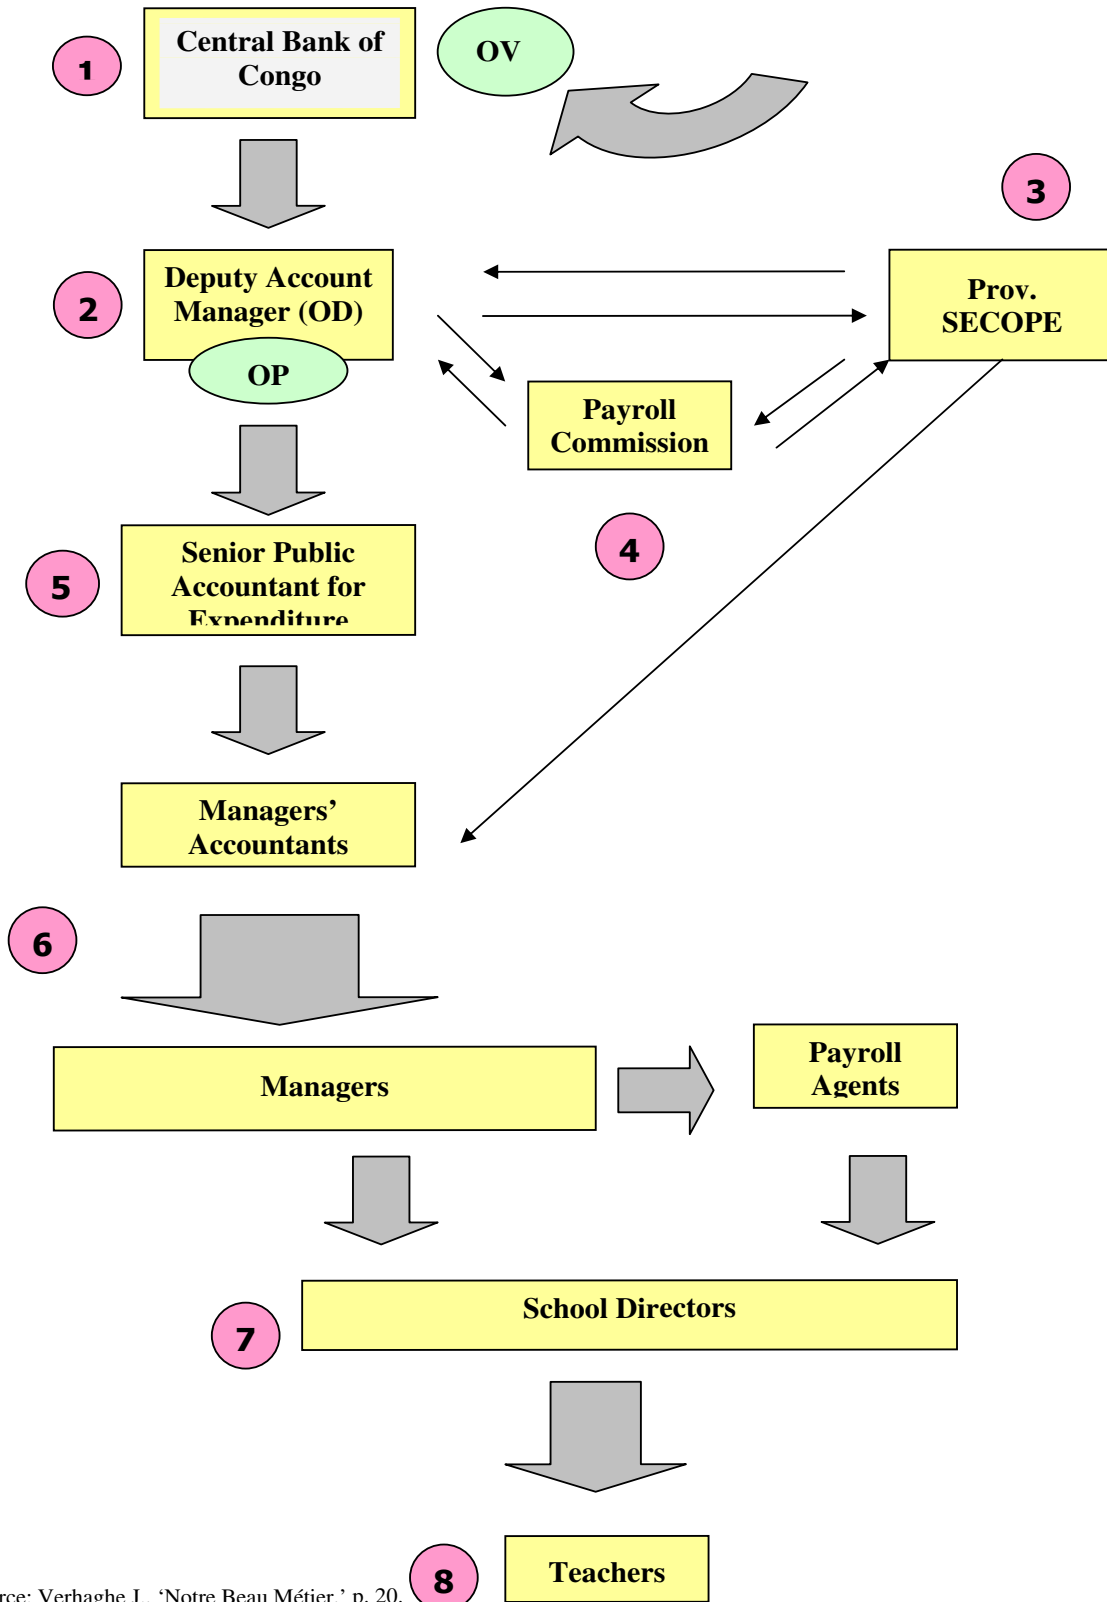 1
Central Bank of
Congo
OV
3
2
Deputy Account
Manager (OD)
OP
Prov.
SECOPE
Payroll
Commission
4
5
Senior Public
Accountant for
Expenditure
Managers’
Accountants
6
Managers
Payroll
Agents
School Directors
7
8
Teachers
rce: Verhaghe J., ‘Notre Beau Métier,’ p. 20.